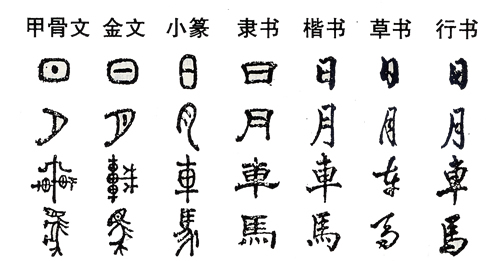 甲骨文 金文 小篆 隶书 楷书 草书 行书
日 日 日 日 日 日 日
月 月 月 月 月 月 月
車 車 車 車 車 车 車
馬 馬 馬 馬 馬 马 馬